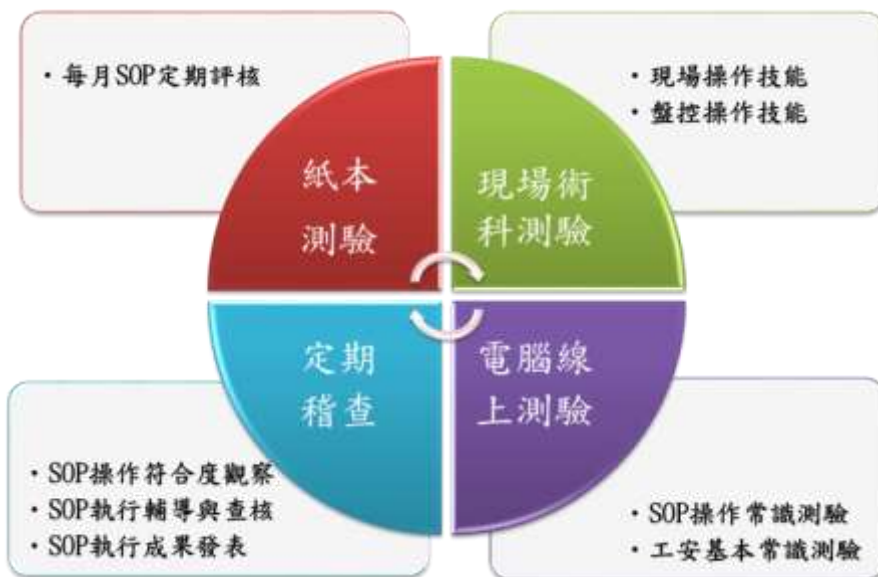 ・每月SOP定期評核
・現場操作技能
・盤控操作技能
紙本
測驗
現場術
科測驗
定期
稽查
電腦線
上測驗
・SOP操作符合度觀察
・SOP執行輔導與查核
・SOP執行成果發表
・SOP操作常識測驗
・工安基本常識測驗